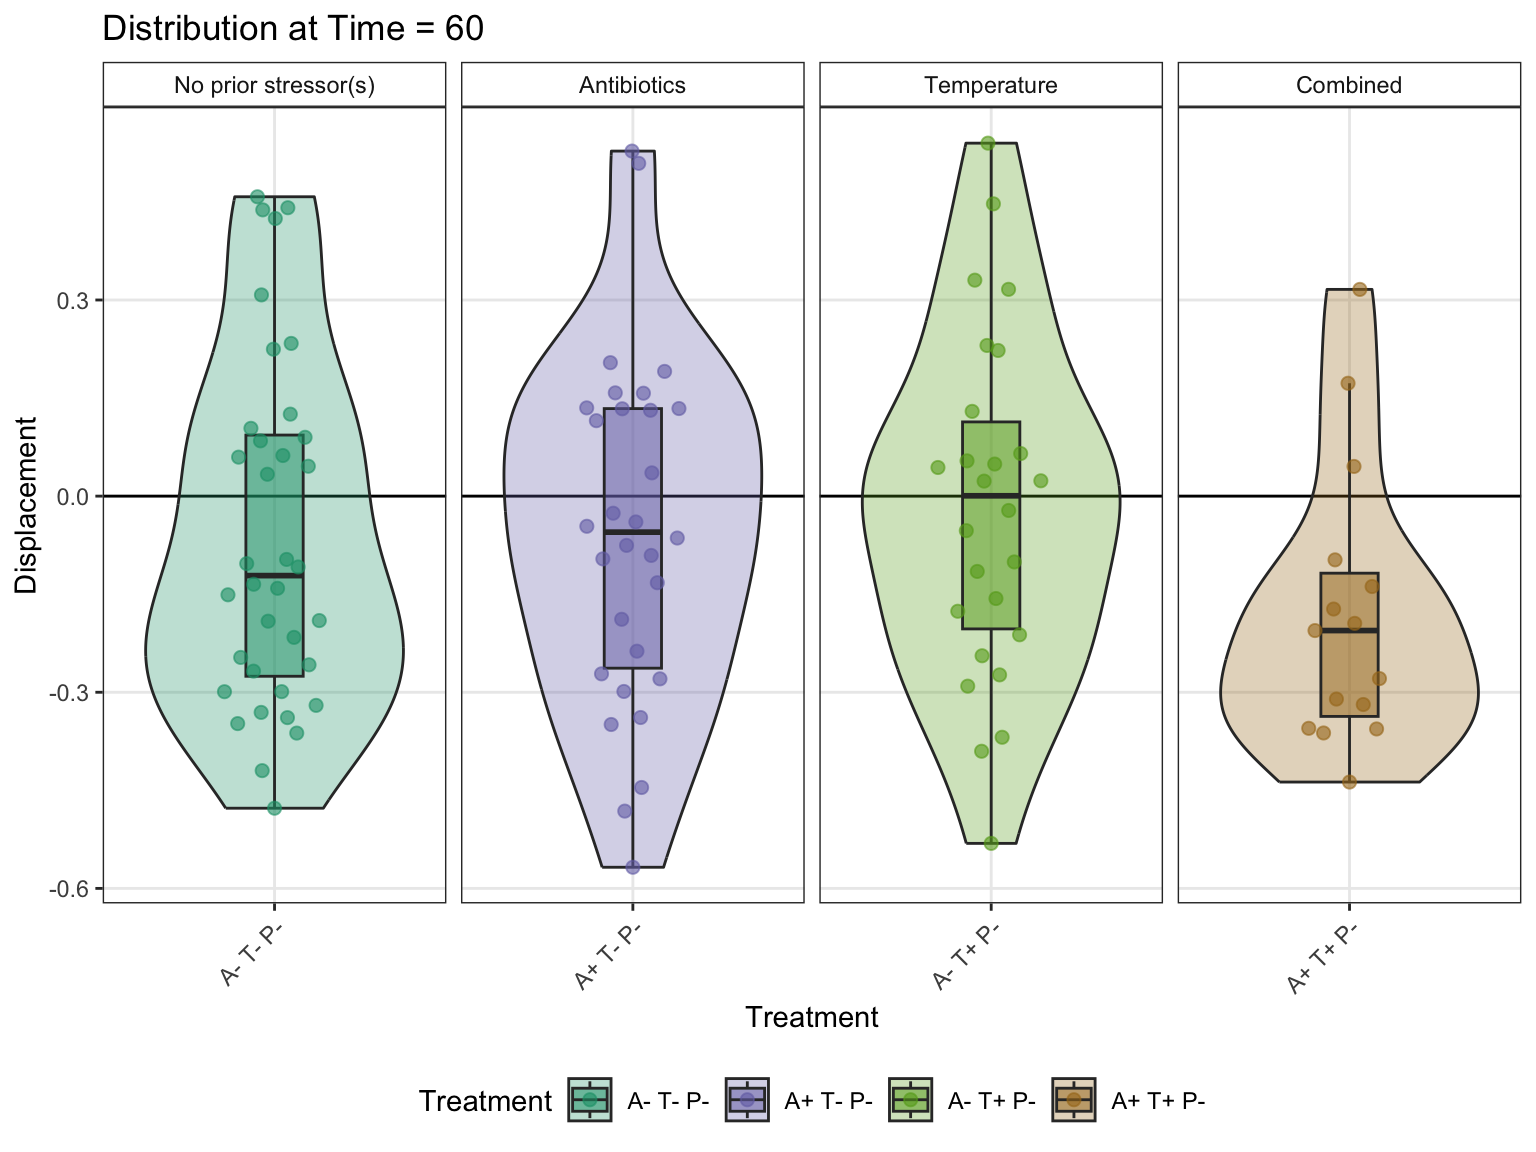 Distribution at Time = 60
No prior stressor(s)
Antibiotics
Temperature
Combined
Displacement
0.3
0.0
-0.3
-0.6
A- T- P-
A+ T- P-
A- T+ P-
A+ T+ P-
Treatment
Treatment A- T- P- A+ T- P- A- T+ P- A+ T+ P-